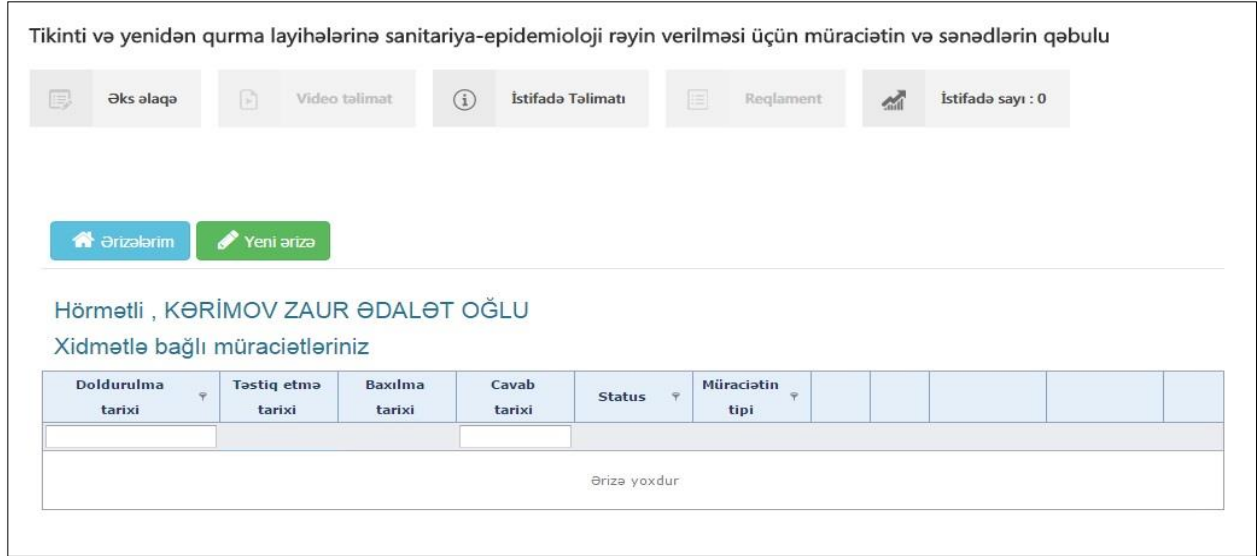 Tikinti və yenidən qurma layihələrinə sanitariya-epidemioloji rəyin verilməsi üçün müraciətin və sənədlərin qəbulu
Əks əlaqə Video təlimat İstifadə Təlimatı Reqlament İstifadə sayı : 0
Ərizələrim Yeni ərizə
Hörmətli , KƏRİMOV ZAUR ƏDALƏT OĞLU
Xidmətlə bağlı müraciətləriniz
Doldurulma tarixi Təstiq etmə tarixi Baxılma tarixi Cavab tarixi Status Müraciətin tipi
Ərizə yoxdur